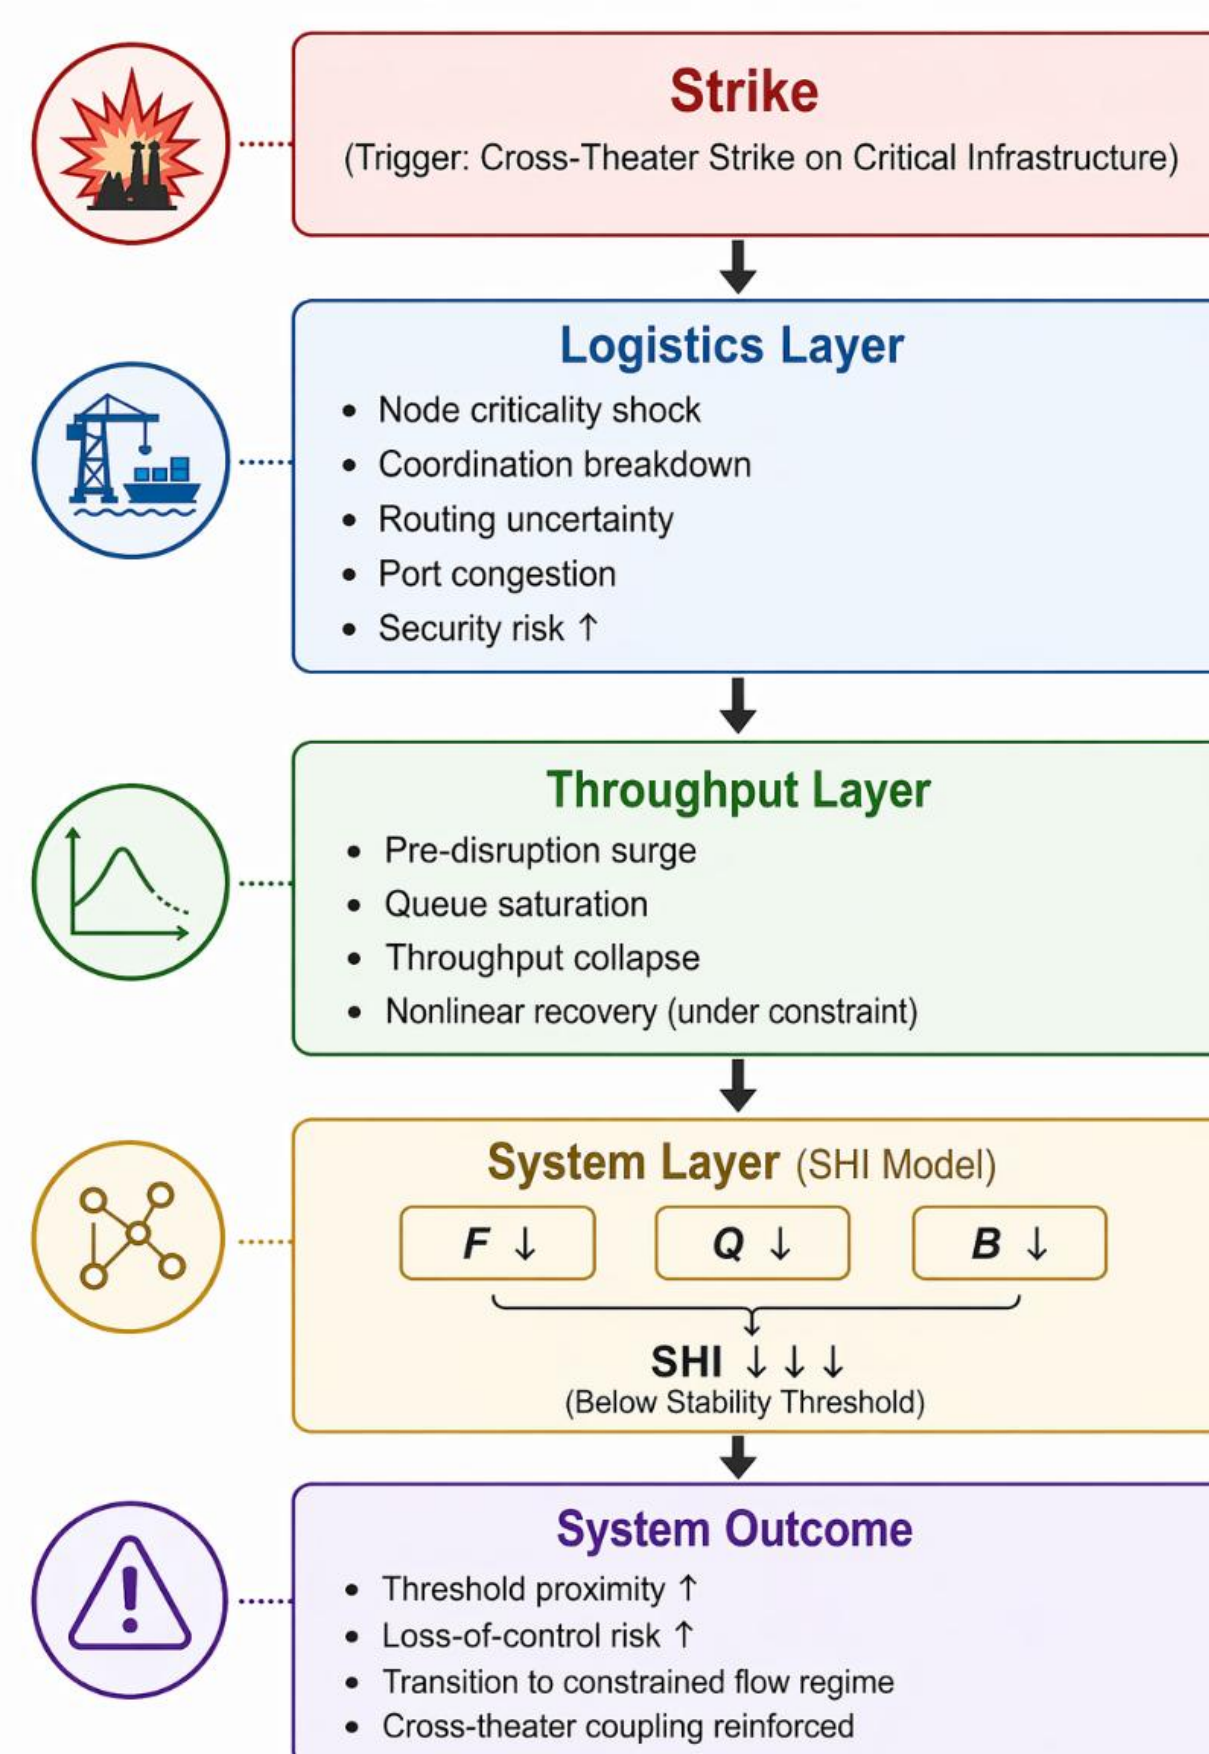 Strike
(Trigger: Cross-Theater Strike on Critical Infrastructure)
Logistics Layer
• Node criticality shock
• Coordination breakdown
• Routing uncertainty
• Port congestion
• Security risk ↑
Throughput Layer
• Pre-disruption surge
• Queue saturation
• Throughput collapse
• Nonlinear recovery (under constraint)
System Layer (SHI Model)
F ↓ Q ↓ B ↓
SHI ↓ ↓ ↓
(Below Stability Threshold)
System Outcome
• Threshold proximity ↑
• Loss-of-control risk ↑
• Transition to constrained flow regime
• Cross-theater coupling reinforced